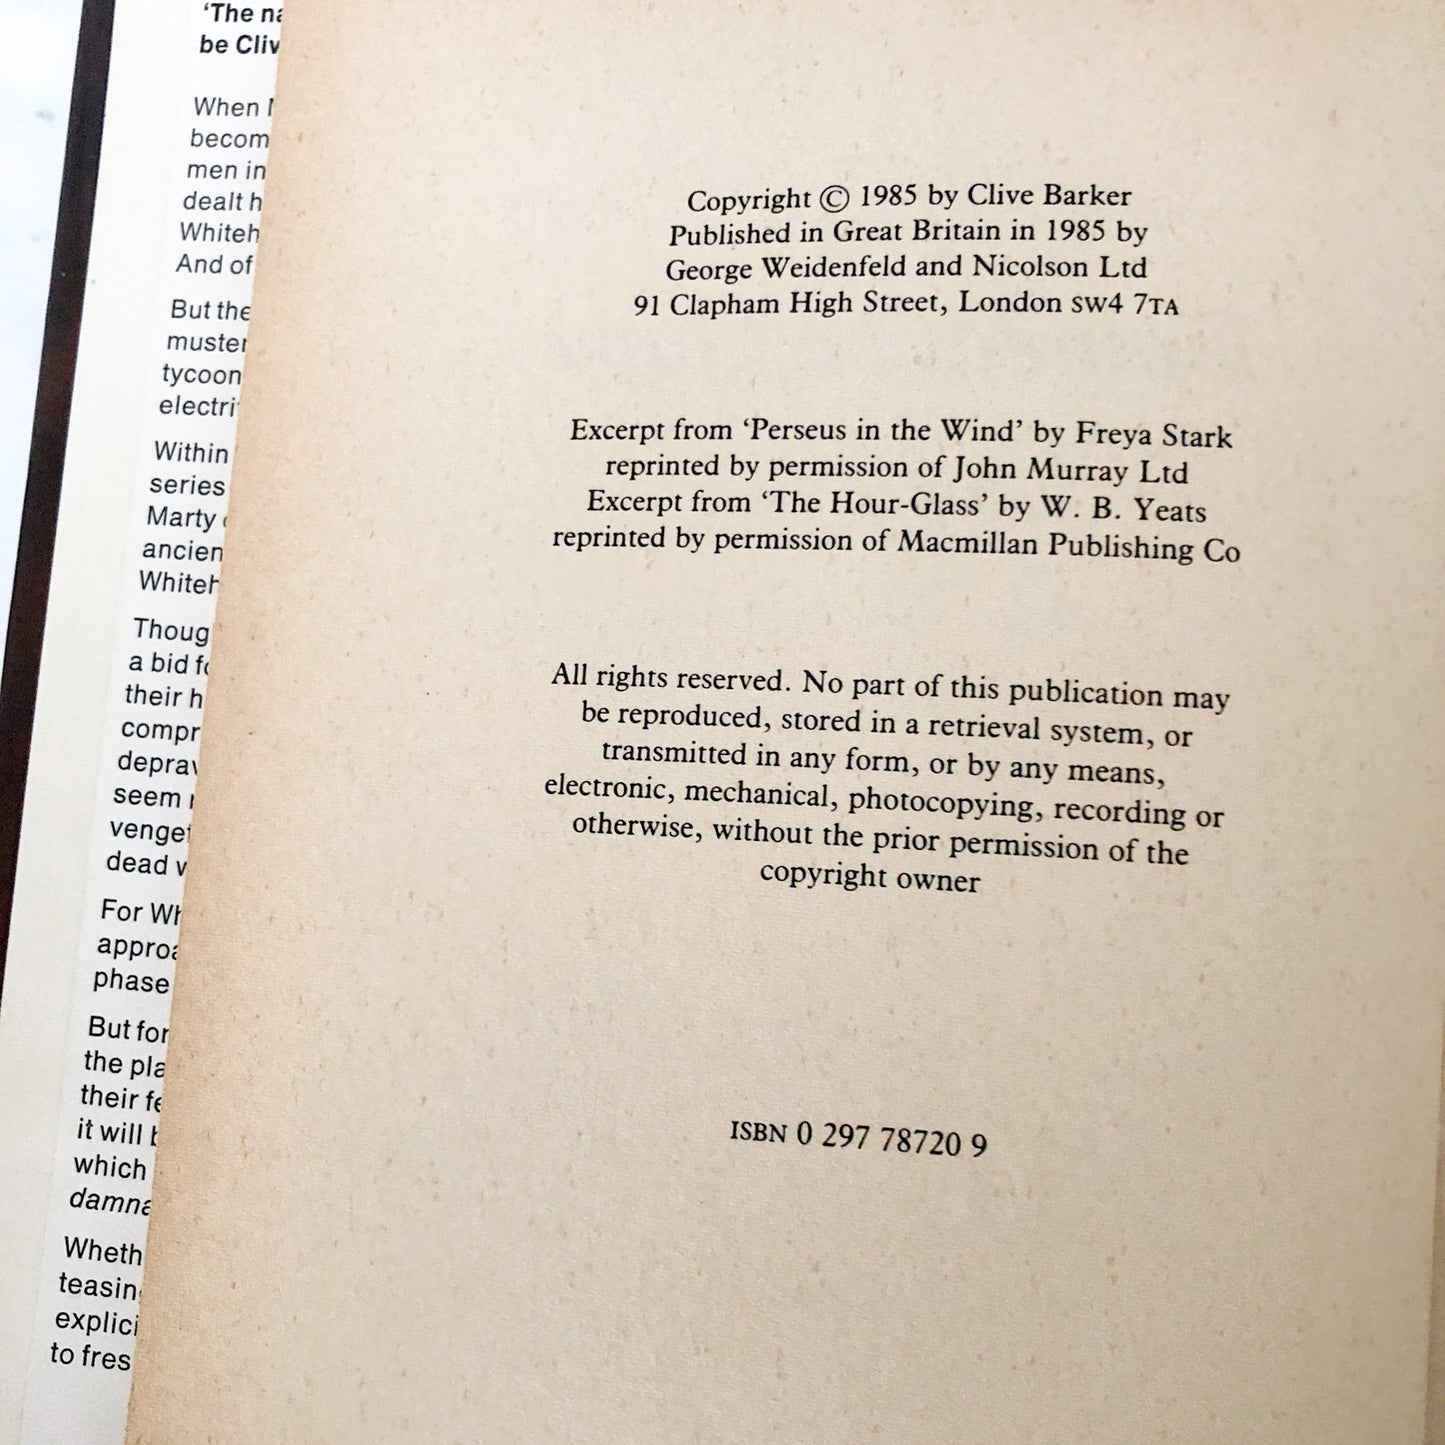 'The
be
When
becom
men in
dealt h
Whiteh
And of
But the
muster
tycoon
electri
Within
series
Marty
ancien
Whiteh
Thoug
a bid
their h
compr
deprav
seem
venge
dead
For Wh
approa
phase
But for
the pla
their fe
it will
which
damna
Wheth
teasin
explici
to fres
Copyright © 1985 by Clive Barker
Published in Great Britain in 1985 by
George Weidenfeld and Nicolson Ltd
91 Clapham High Street, London SW4 7TA
Excerpt from ‘Perseus in the Wind’ by Freya Stark
reprinted by permission of John Murray Ltd
Excerpt from ‘The Hour-Glass’ by W. B. Yeats
reprinted by permission of Macmillan Publishing Co
All rights reserved. No part of this publication may
be reproduced, stored in a retrieval system, or
transmitted in any form, or by any means,
electronic, mechanical, photocopying, recording or
otherwise, without the prior permission of the
copyright owner
ISBN 0 297 78720 9